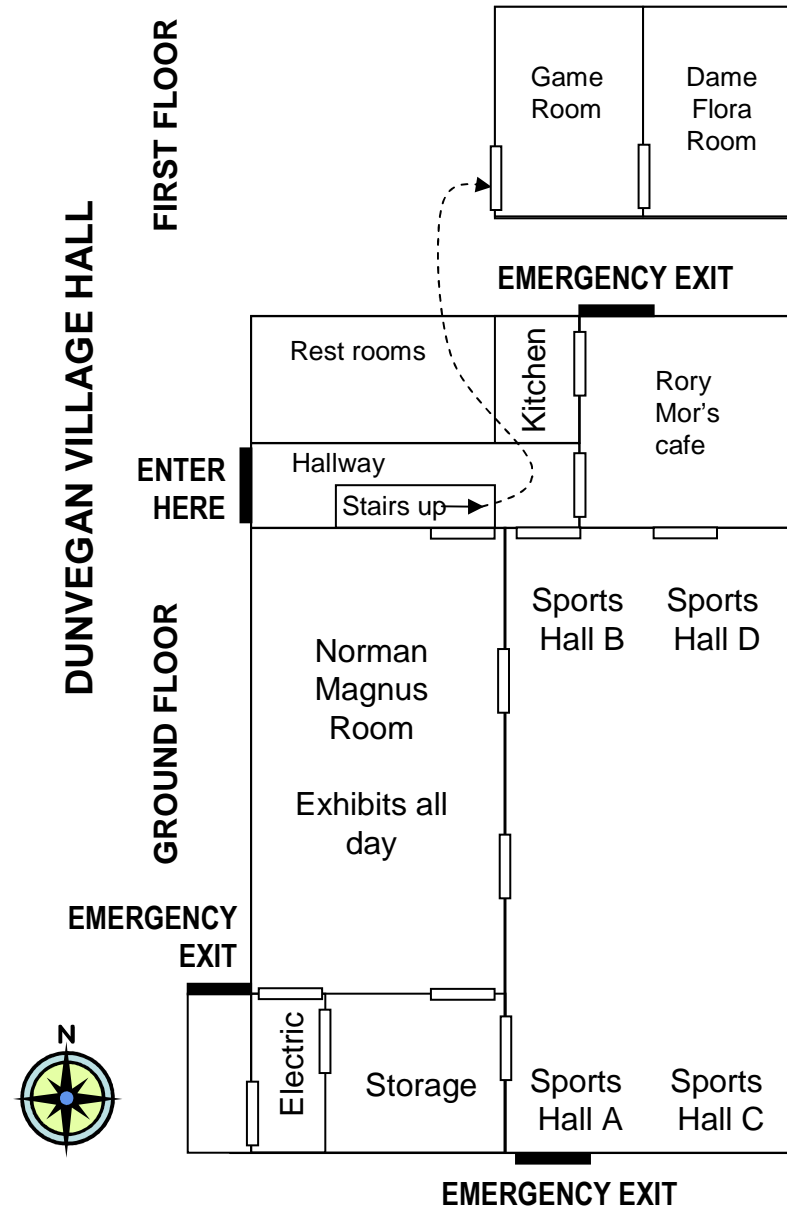 DUNVEGAN VILLAGE HALL
FIRST FLOOR
Game
Room
Dame
Flora
Room
EMERGENCY EXIT
Rest rooms
Kitchen
Rory
Mor's
cafe
ENTER
HERE
Hallway
Stairs up
GROUND FLOOR
Sports
Hall B
Sports
Hall D
Norman
Magnus
Room
Exhibits all
day
EMERGENCY
EXIT
N
Electric
Storage
Sports
Hall A
Sports
Hall C
EMERGENCY EXIT